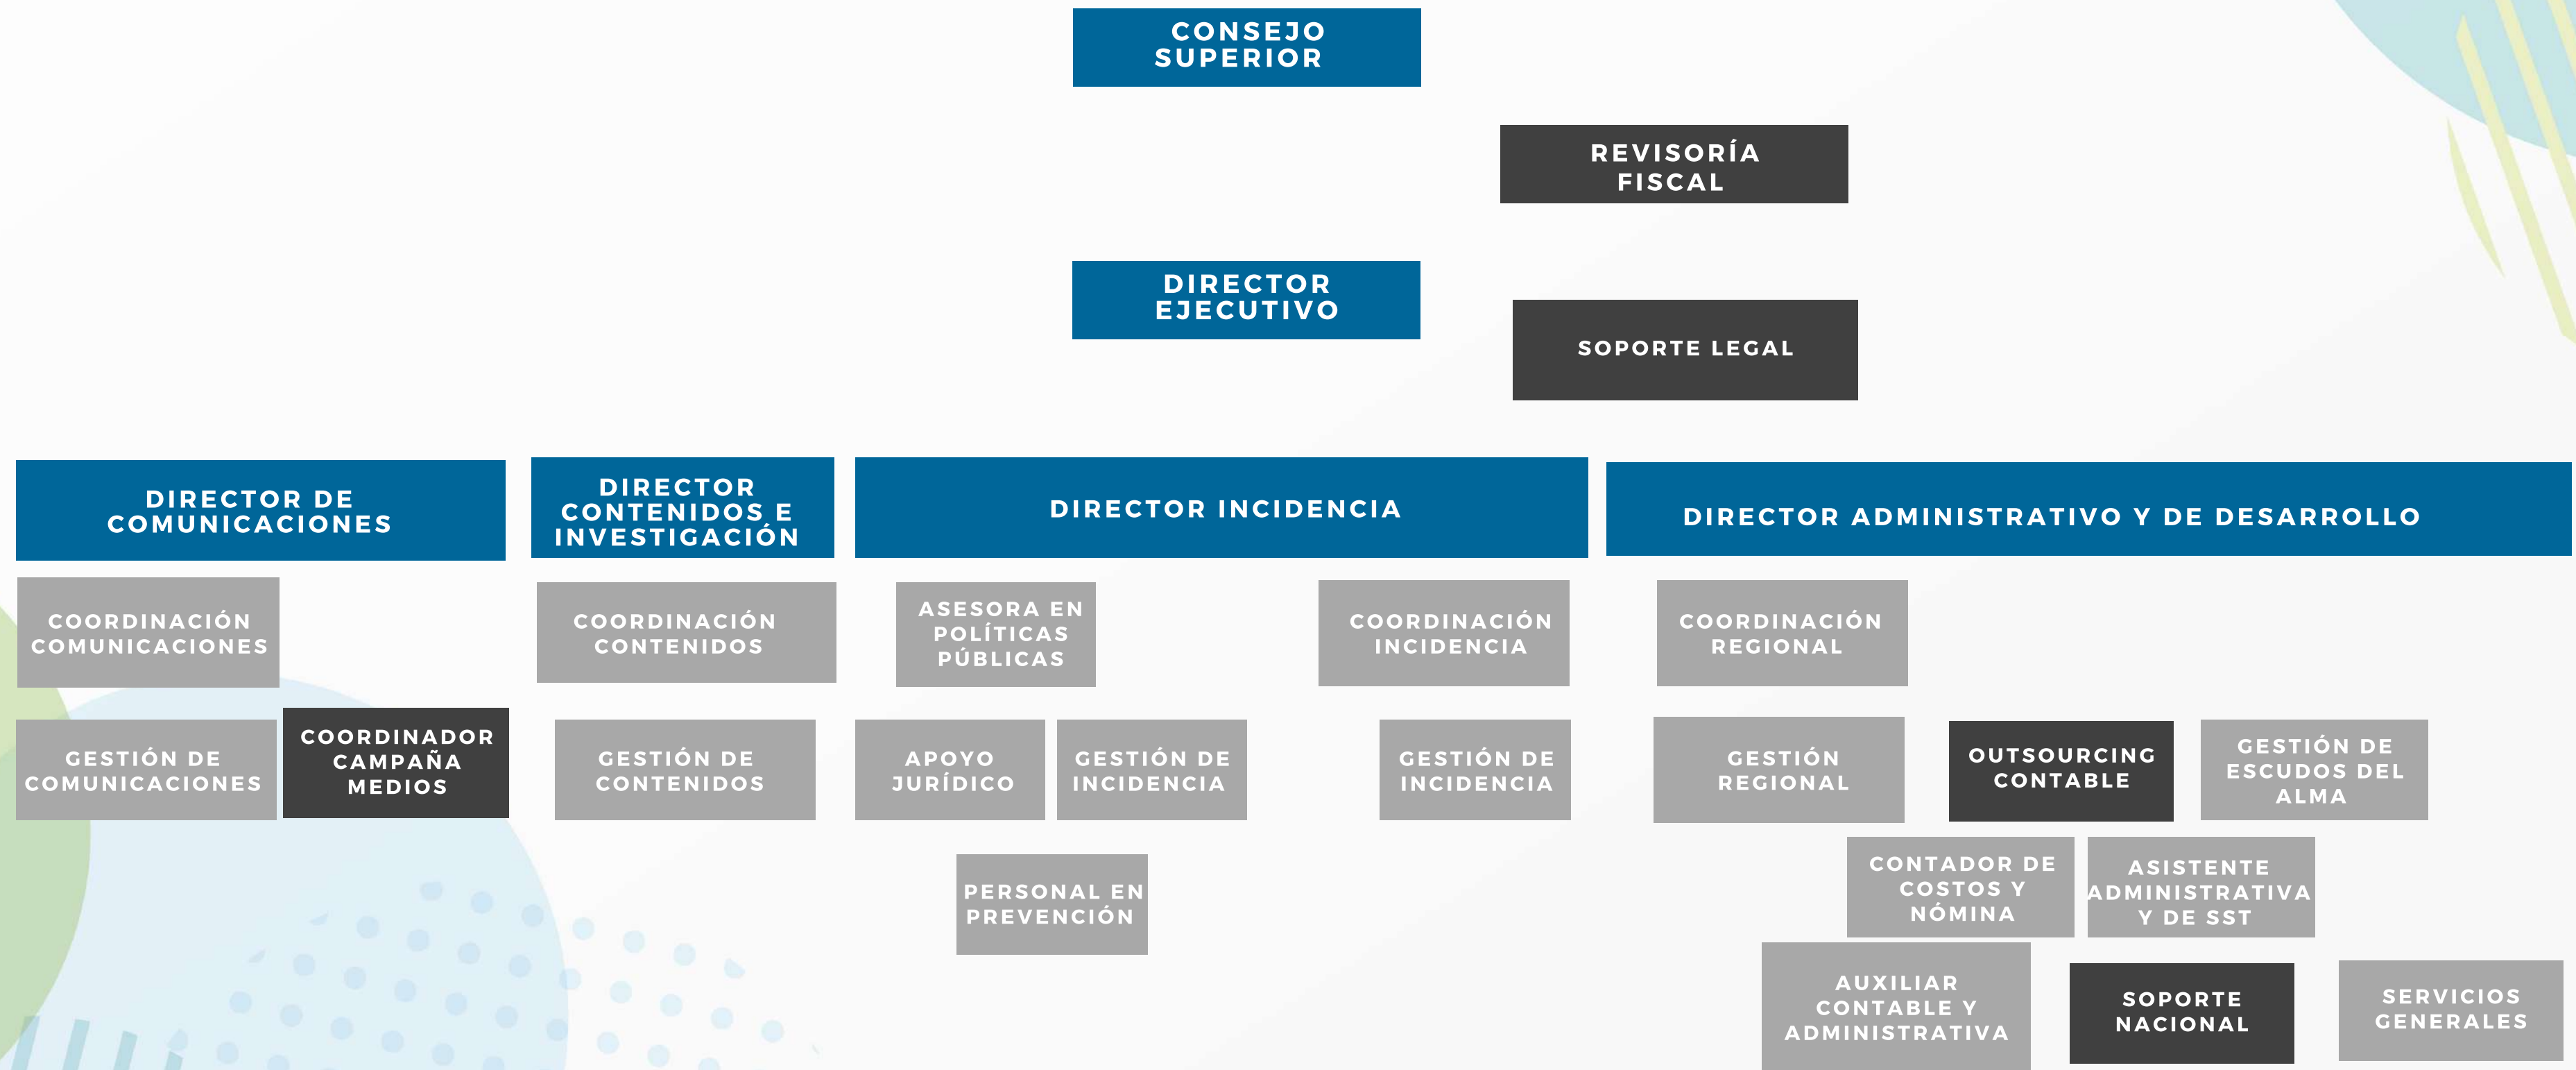 CONSEJO
SUPERIOR
REVISORÍA
FISCAL
DIRECTOR
EJECUTIVO
SOPORTE LEGAL
DIRECTOR DE
COMUNICACIONES
DIRECTOR
CONTENIDOS E
INVESTIGACIÓN
DIRECTOR INCIDENCIA
DIRECTOR ADMINISTRATIVO Y DE DESARROLLO
COORDINACIÓN
COMUNICACIONES
COORDINACIÓN
CONTENIDOS
ASESORA EN
POLÍTICAS
PÚBLICAS
COORDINACIÓN
INCIDENCIA
COORDINACIÓN
REGIONAL
GESTIÓN DE
COMUNICACIONES
COORDINADOR
CAMPAÑA
MEDIOS
GESTIÓN DE
CONTENIDOS
APOYO
JURÍDICO
GESTIÓN DE
INCIDENCIA
GESTIÓN DE
INCIDENCIA
GESTIÓN
REGIONAL
OUTSOURCING
CONTABLE
GESTIÓN DE
ESCUDOS DEL
ALMA
PERSONAL EN
PREVENCIÓN
CONTADOR DE
COSTOS Y
NÓMINA
ASISTENTE
ADMINISTRATIVA
Y DE SST
AUXILIAR
CONTABLE Y
ADMINISTRATIVA
SOPORTE
NACIONAL
SERVICIOS
GENERALES